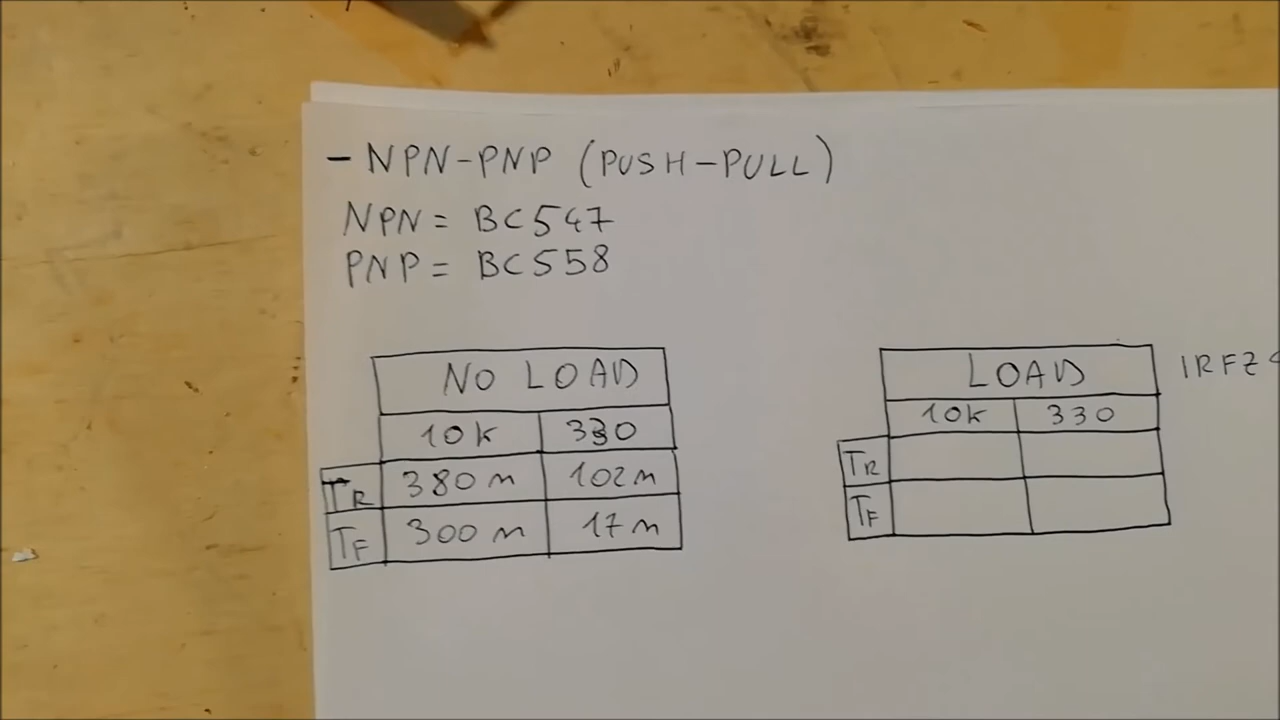 - NPN-PNP (PUSH-PULL)
NPN = BC547
PNP = BC558
NO LOAD
10K 330
TR 380 n 102 n
TF 300 n 17 n
LOAD
10K 330
TR
TF
IRFZ